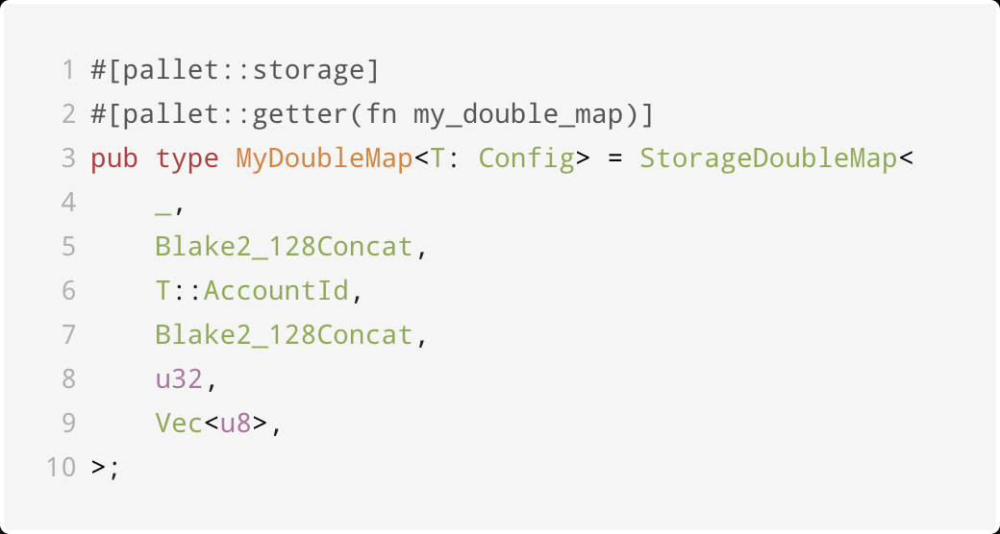 1 #[pallet::storage]
2 #[pallet::getter(fn my_double_map)]
3 pub type MyDoubleMap<T: Config> = StorageDoubleMap<
4     _,
5     Blake2_128Concat,
6     T::AccountId,
7     Blake2_128Concat,
8     u32,
9     Vec<u8>,
10 >;